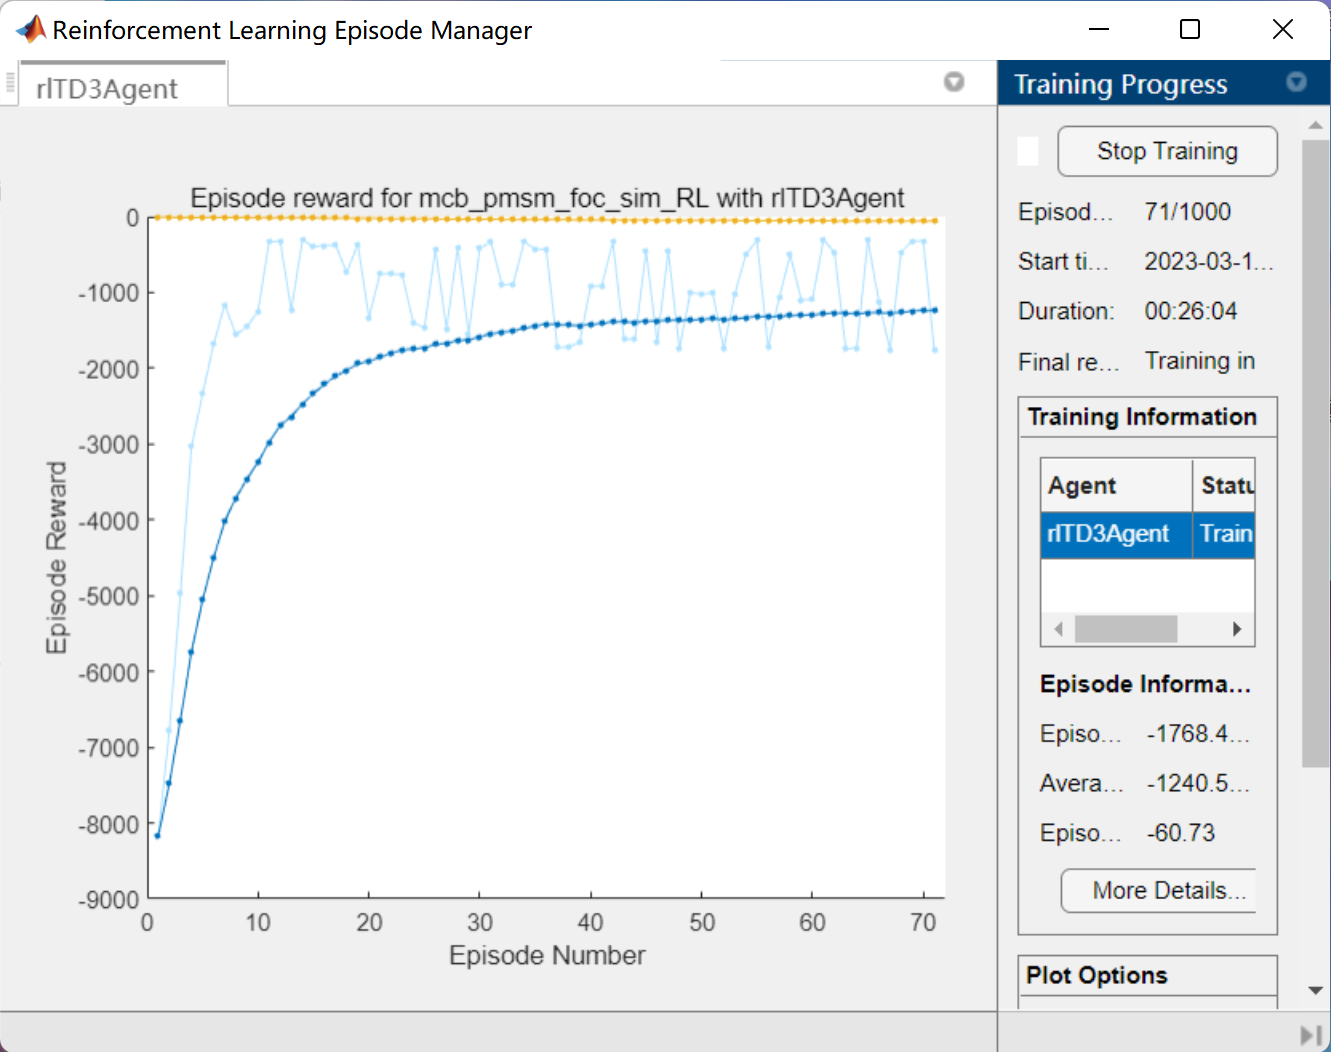 Reinforcement Learning Episode Manager
rlTD3Agent
Training Progress
Stop Training
Episod... 71/1000
Start ti... 2023-03-1...
Duration: 00:26:04
Final re... Training in
Training Information
Agent Statu
rlTD3Agent Train
Episode Informa...
Episo... -1768.4...
Avera... -1240.5...
Episo... -60.73
More Details...
Plot Options
Episode reward for mcb_pmsm_foc_sim_RL with rlTD3Agent
0
-1000
-2000
-3000
-4000
-5000
-6000
-7000
-8000
-9000
Episode Reward
0 10 20 30 40 50 60 70
Episode Number